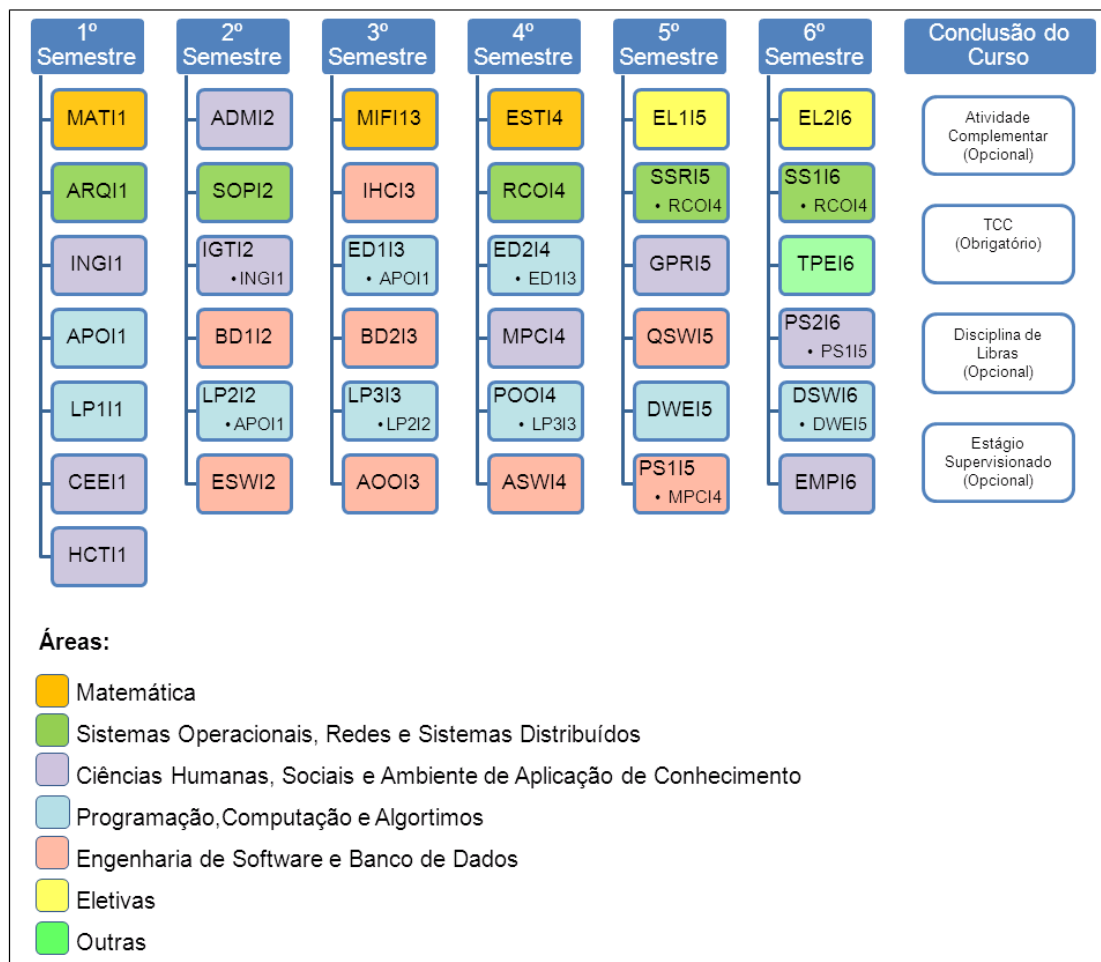 1º
Semestre
MATI1
ARQI1
INGI1
APOI1
LP1I1
CEEI1
HCTI1
2º
Semestre
ADMI2
SOPI2
IGTI2
• INGI1
BD1I2
LP2I2
• APOI1
ESWI2
3º
Semestre
MIFI13
IHCI3
ED1I3
• APOI1
BD2I3
LP3I3
• LP2I2
AOOI3
4º
Semestre
ESTI4
RCOI4
ED2I4
• ED1I3
MPCI4
POOI4
• LP3I3
ASWI4
5º
Semestre
EL1I5
SSRI5
• RCOI4
GPRI5
QSWI5
DWEI5
PS1I5
• MPCI4
6º
Semestre
EL2I6
SS1I6
• RCOI4
TPEI6
PS2I6
• PS1I5
DSWI6
• DWEI5
EMPI6
Conclusão do
Curso
Atividade
Complementar
(Opcional)
TCC
(Obrigatório)
Disciplina de
Libras
(Opcional)
Estágio
Supervisionado
(Opcional)
Áreas:
Matemática
Sistemas Operacionais, Redes e Sistemas Distribuídos
Ciências Humanas, Sociais e Ambiente de Aplicação de Conhecimento
Programação,Computação e Algortimos
Engenharia de Software e Banco de Dados
Eletivas
Outras